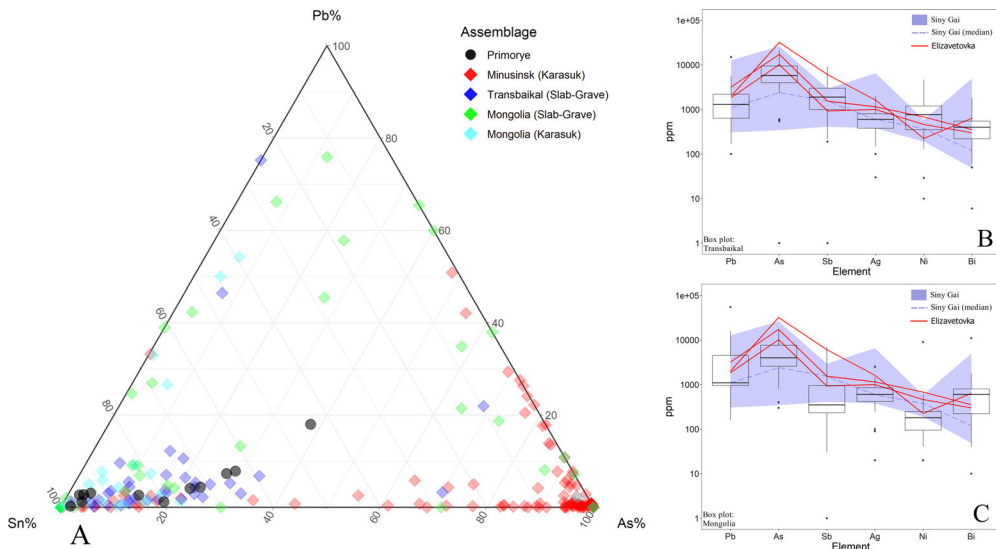 Pb%
100
Assemblage
Primorye
Minusinsk (Karasuk)
Transbaikal (Slab-Grave)
Mongolia (Slab-Grave)
Mongolia (Karasuk)
20
80
40
60
60
40
80
20
100
Sn%
A
20
40
60
80
100
As%
1e+05
10000
1000
100
10
1
ppm
Siny Gai
Siny Gai (median)
Elizavetovka
Box plot:
Transbaikal
B
Pb As Sb Ag Ni Bi
Element
1e+05
10000
1000
100
10
1
ppm
Siny Gai
Siny Gai (median)
Elizavetovka
Box plot:
Mongolia
C
Pb As Sb Ag Ni Bi
Element